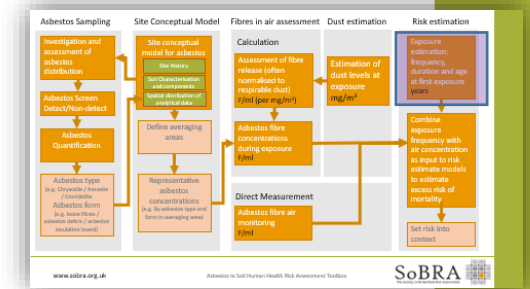 Asbestos Sampling
Site Conceptual Model
Fibres in air assessment
Dust estimation
Risk estimation
Investigation and
assessment of
asbestos
distribution
Asbestos Screen
Detect/Non-detect
Asbestos
Quantification
Asbestos type
(e.g. Chrysotile / Amosite
/ Crocidolite)
Asbestos form
(e.g. loose fibres /
asbestos debris / asbestos
insulation board)
Site conceptual
model for asbestos
Site History
Soil Characterisation
and components
Spatial distribution of
analytical data
Define averaging
areas
Representative
asbestos
concentrations
(e.g. By asbestos type and
form in averaging area)
Calculation
Assessment of fibre
release (often
normalised to
respirable dust)
F/ml (per mg/m³)
Asbestos fibre
concentrations
during exposure
F/ml
Direct Measurement
Asbestos fibre air
monitoring
F/ml
Estimation of
dust levels at
exposure
mg/m³
Exposure
estimation:
frequency,
duration and age
at first exposure
years
Combine
exposure
frequency with
air concentration
as input to risk
estimate models
to estimate
excess risk of
mortality
Set risk into
context
www.sobra.org.uk
Asbestos in Soil Human Health Risk Assessment Toolbox
SoBRA